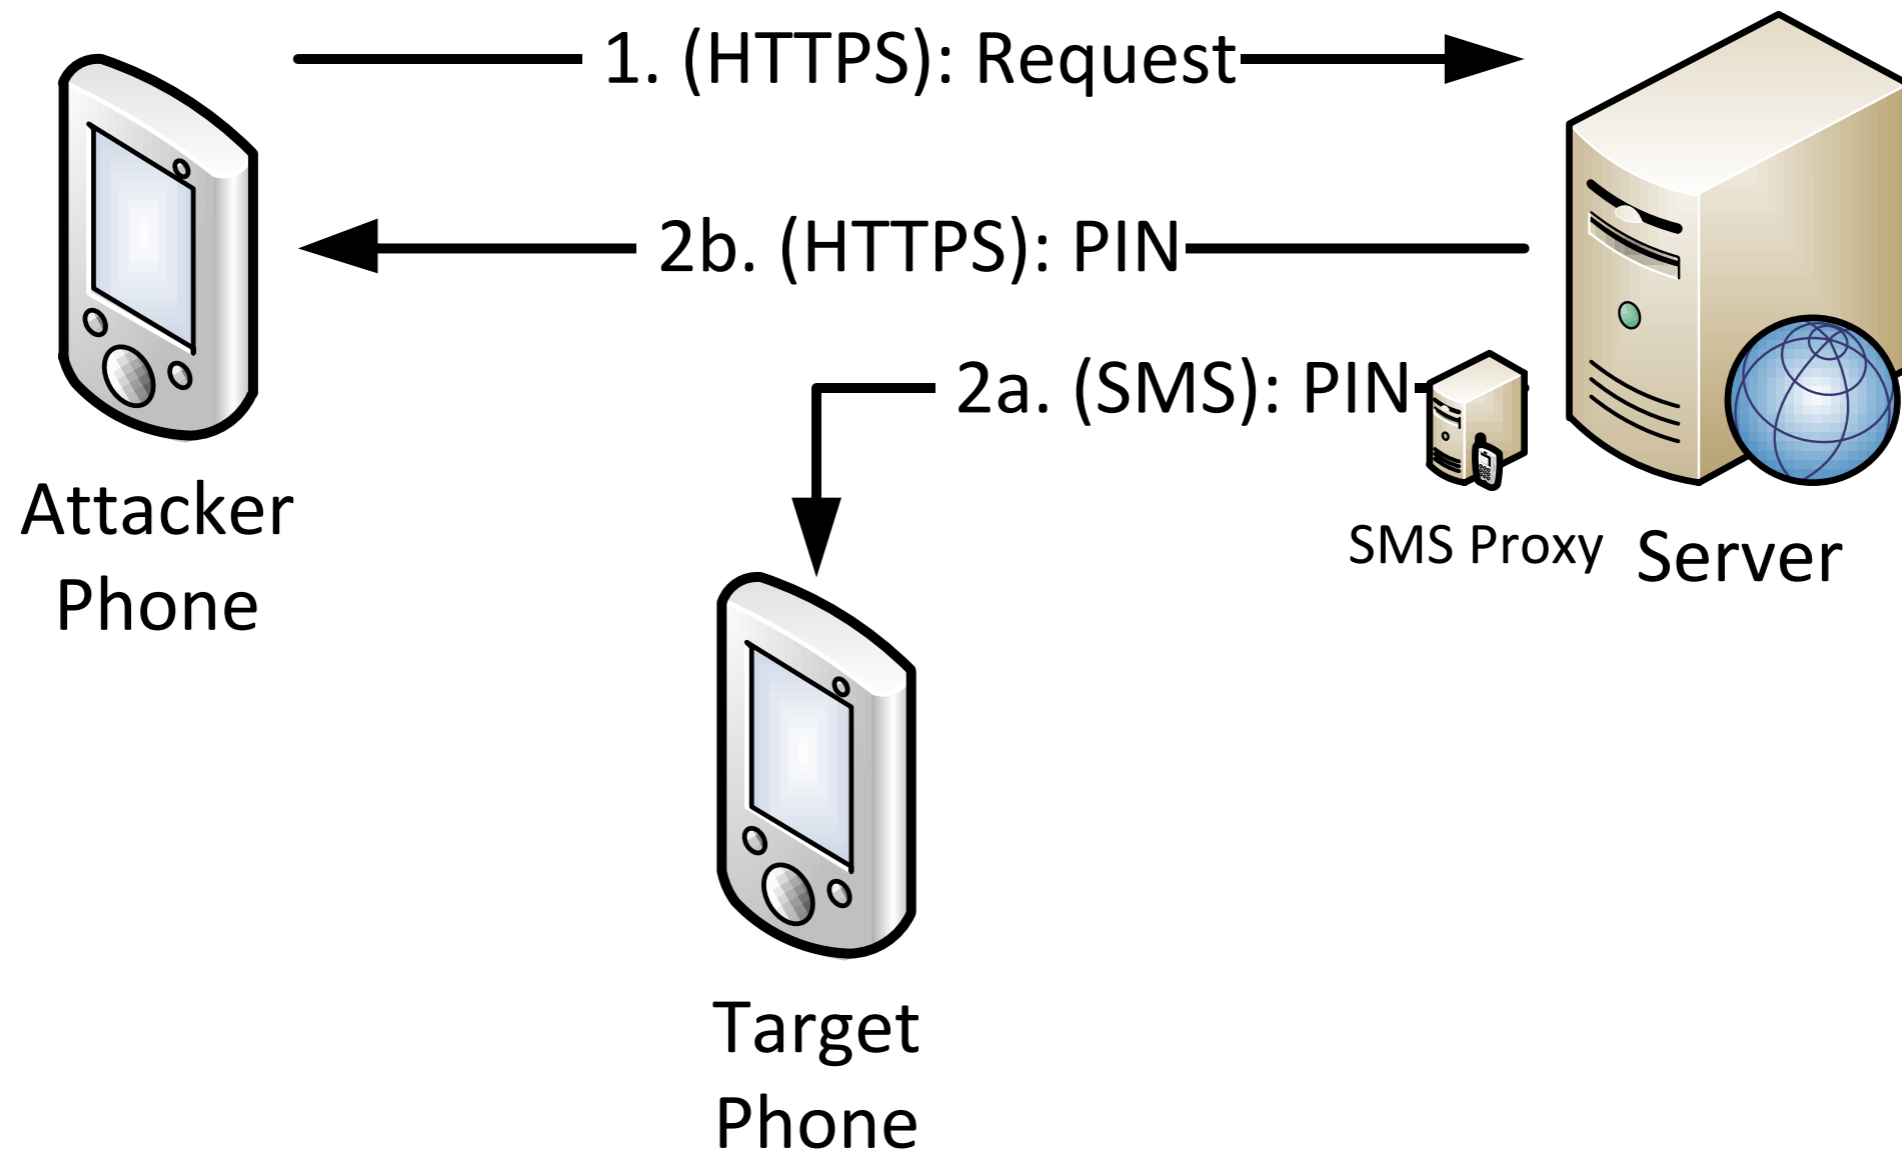 1. (HTTPS): Request
2b. (HTTPS): PIN
2a. (SMS): PIN
Attacker
Phone
SMS Proxy
Server
Target
Phone